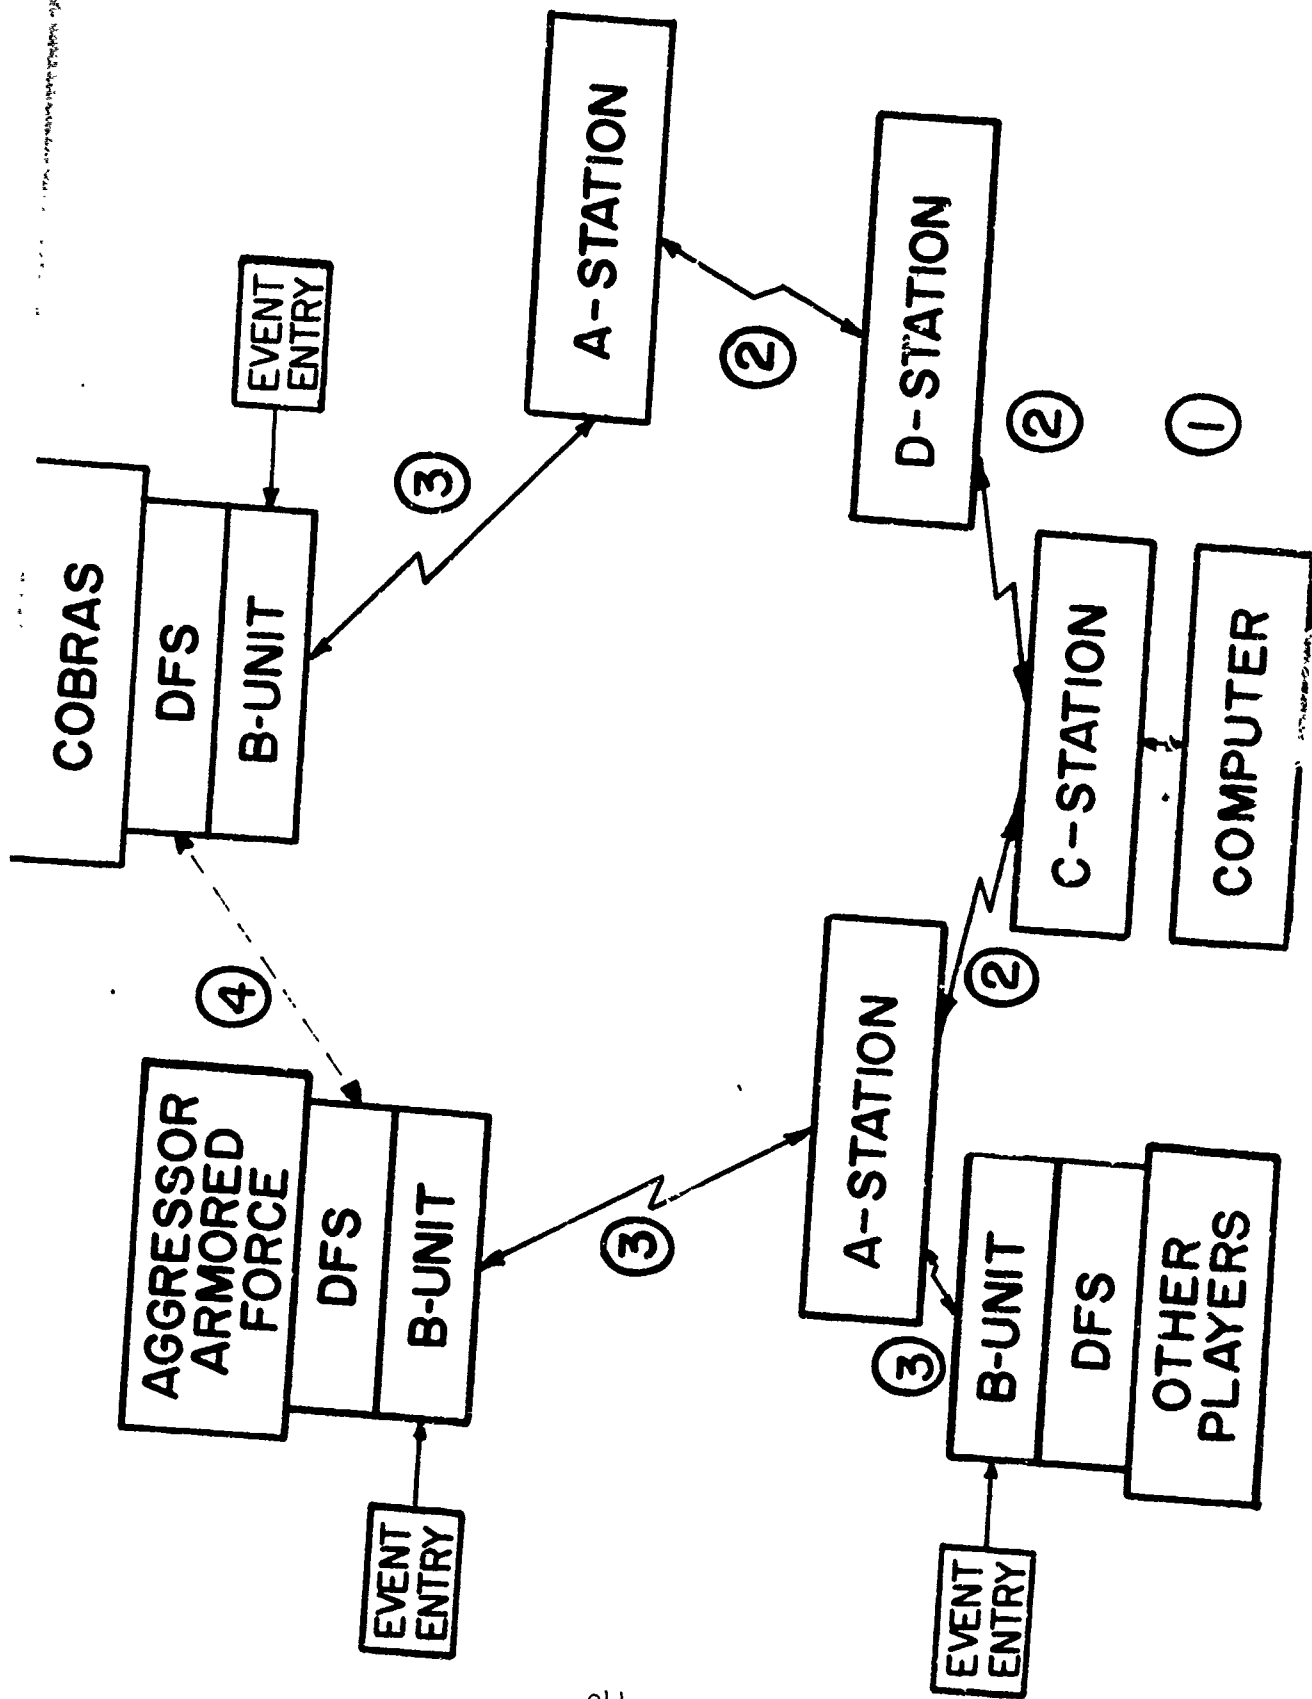 AGGRESSOR
ARMORED
FORCE
DFS
B-UNIT
EVENT
ENTRY
④
COBRAS
DFS
B-UNIT
EVENT
ENTRY
③
③
A-STATION
A-STATION
②
D-STATION
③
②
②
B-UNIT
DFS
OTHER
PLAYERS
EVENT
ENTRY
C-STATION
①
COMPUTER